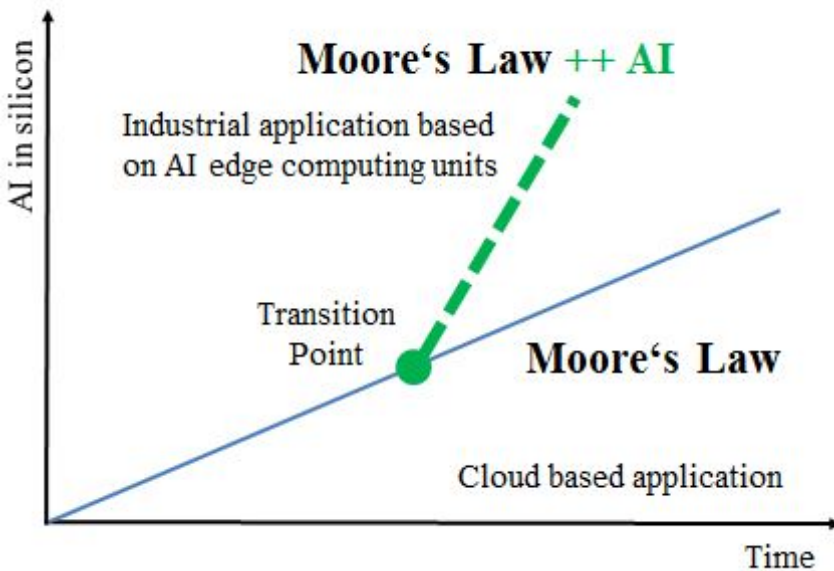 Moore‘s Law ++ AI
Industrial application based
on AI edge computing units
AI in silicon
Transition
Point
Moore‘s Law
Cloud based application
Time